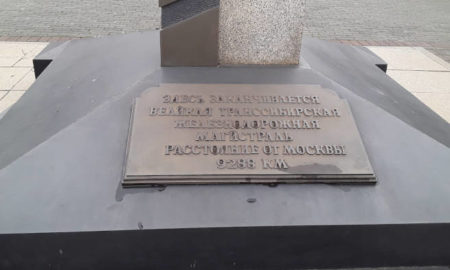 ЗДЕСЬ ЗАКАНЧИВАЕТСЯ
ВЕЛИКАЯ ТРАНССИБИРСКАЯ
ЖЕЛЕЗНОДОРОЖНАЯ
МАГИСТРАЛЬ
РАССТОЯНИЕ ОТ МОСКВЫ
9288 КМ